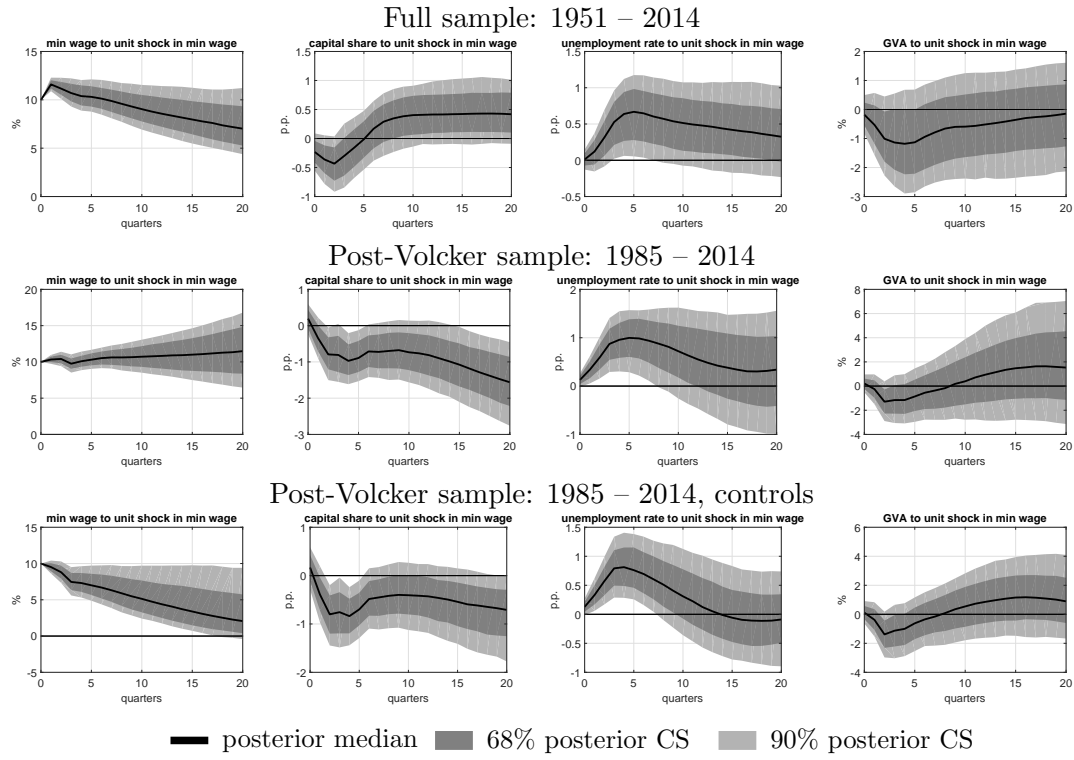 Full sample: 1951 – 2014
min wage to unit shock in min wage
15
10
5
0
%
0 5 10 15 20
quarters
capital share to unit shock in min wage
1.5
1
0.5
0
-0.5
-1
p.p.
0 5 10 15 20
quarters
unemployment rate to unit shock in min wage
1.5
1
0.5
0
-0.5
p.p.
0 5 10 15 20
quarters
GVA to unit shock in min wage
2
1
0
-1
-2
-3
%
0 5 10 15 20
quarters
Post-Volcker sample: 1985 – 2014
min wage to unit shock in min wage
20
15
10
5
0
%
0 5 10 15 20
quarters
capital share to unit shock in min wage
1
0
-1
-2
-3
p.p.
0 5 10 15 20
quarters
unemployment rate to unit shock in min wage
2
1
0
-1
p.p.
0 5 10 15 20
quarters
GVA to unit shock in min wage
8
6
4
2
0
-2
-4
%
0 5 10 15 20
quarters
Post-Volcker sample: 1985 – 2014, controls
min wage to unit shock in min wage
15
10
5
0
-5
%
0 5 10 15 20
quarters
capital share to unit shock in min wage
1
0
-1
-2
p.p.
0 5 10 15 20
quarters
unemployment rate to unit shock in min wage
1.5
1
0.5
0
-0.5
-1
p.p.
0 5 10 15 20
quarters
GVA to unit shock in min wage
6
4
2
0
-2
-4
%
0 5 10 15 20
quarters
posterior median 68% posterior CS 90% posterior CS